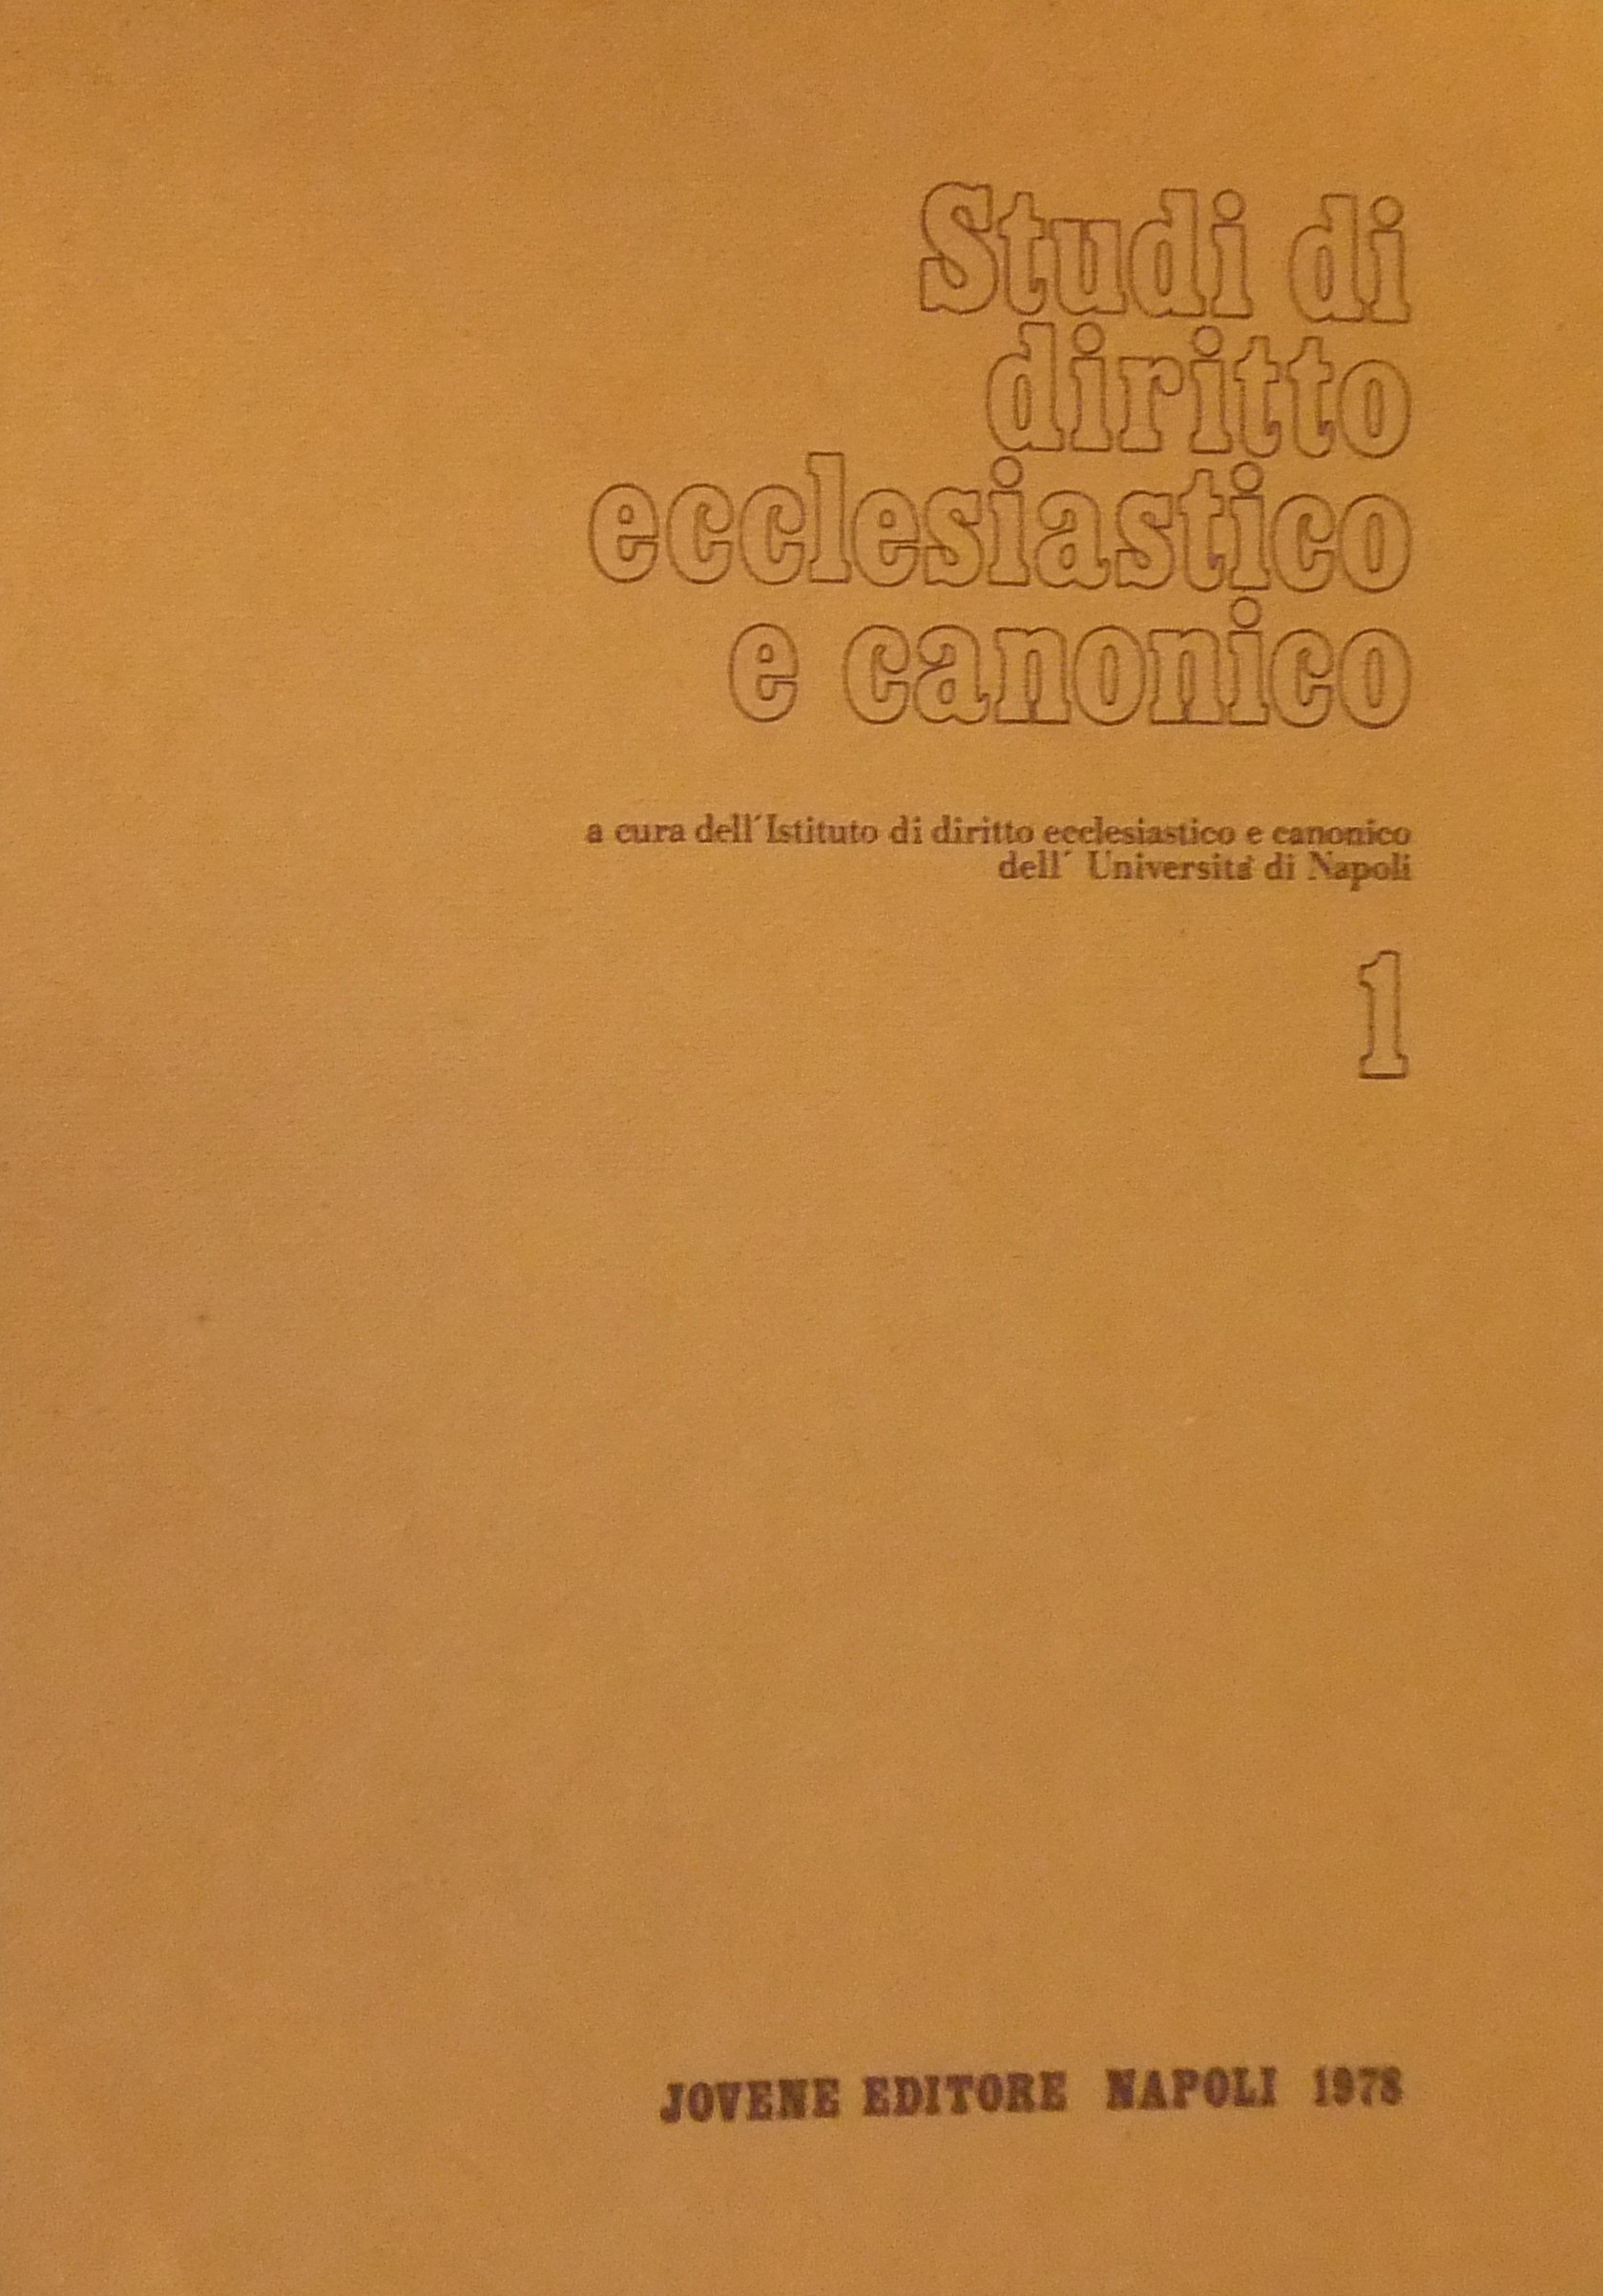 Studi di
diritto
ecclesiastico
e canonico
a cura dell'Istituto di diritto ecclesiastico e canonico
dell' Università di Napoli
1
JOVENE EDITORE NAPOLI 1978